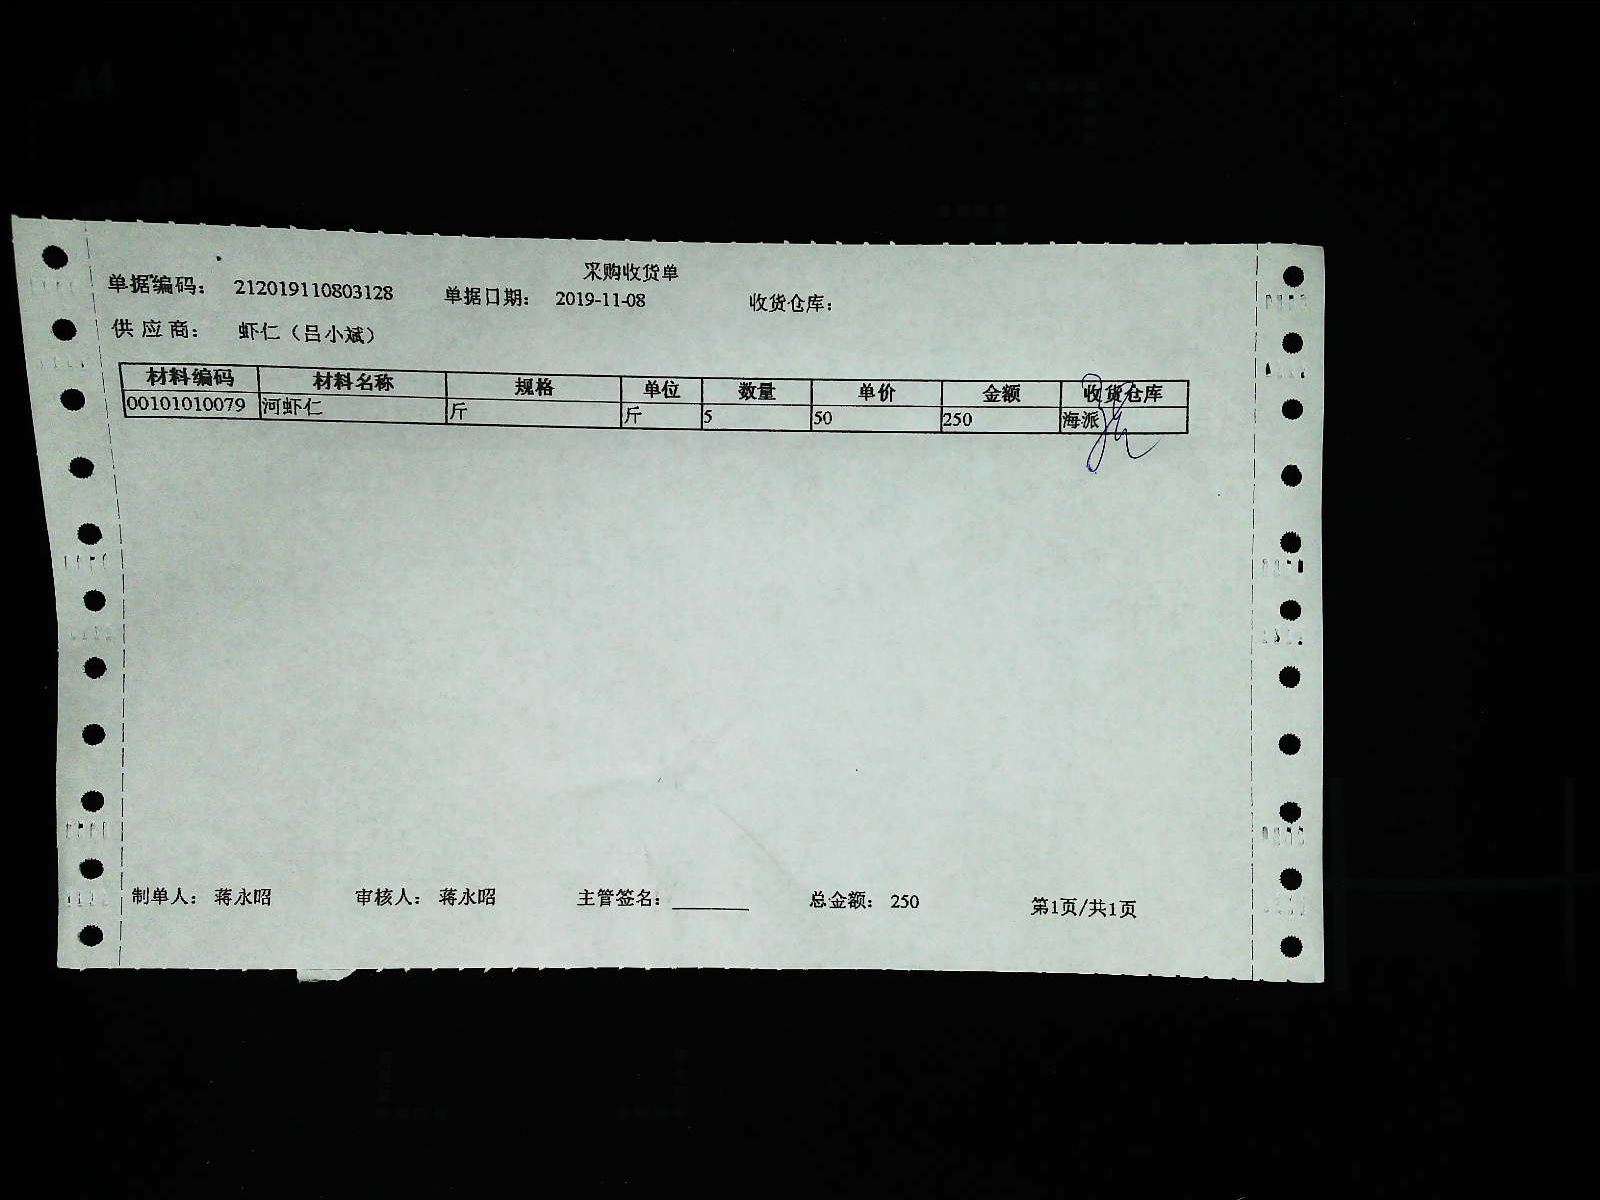 采购收货单
单据编码： 212019110803128 单据日期： 2019-11-08 收货仓库：
供应商： 虾仁（吕小斌）
材料编码 材料名称 规格 单位 数量 单价 金额 收货仓库
00101010079 河虾仁 斤 斤 5 50 250 海派
制单人： 蒋永昭 审核人： 蒋永昭 主管签名： 总金额： 250 第1页/共1页